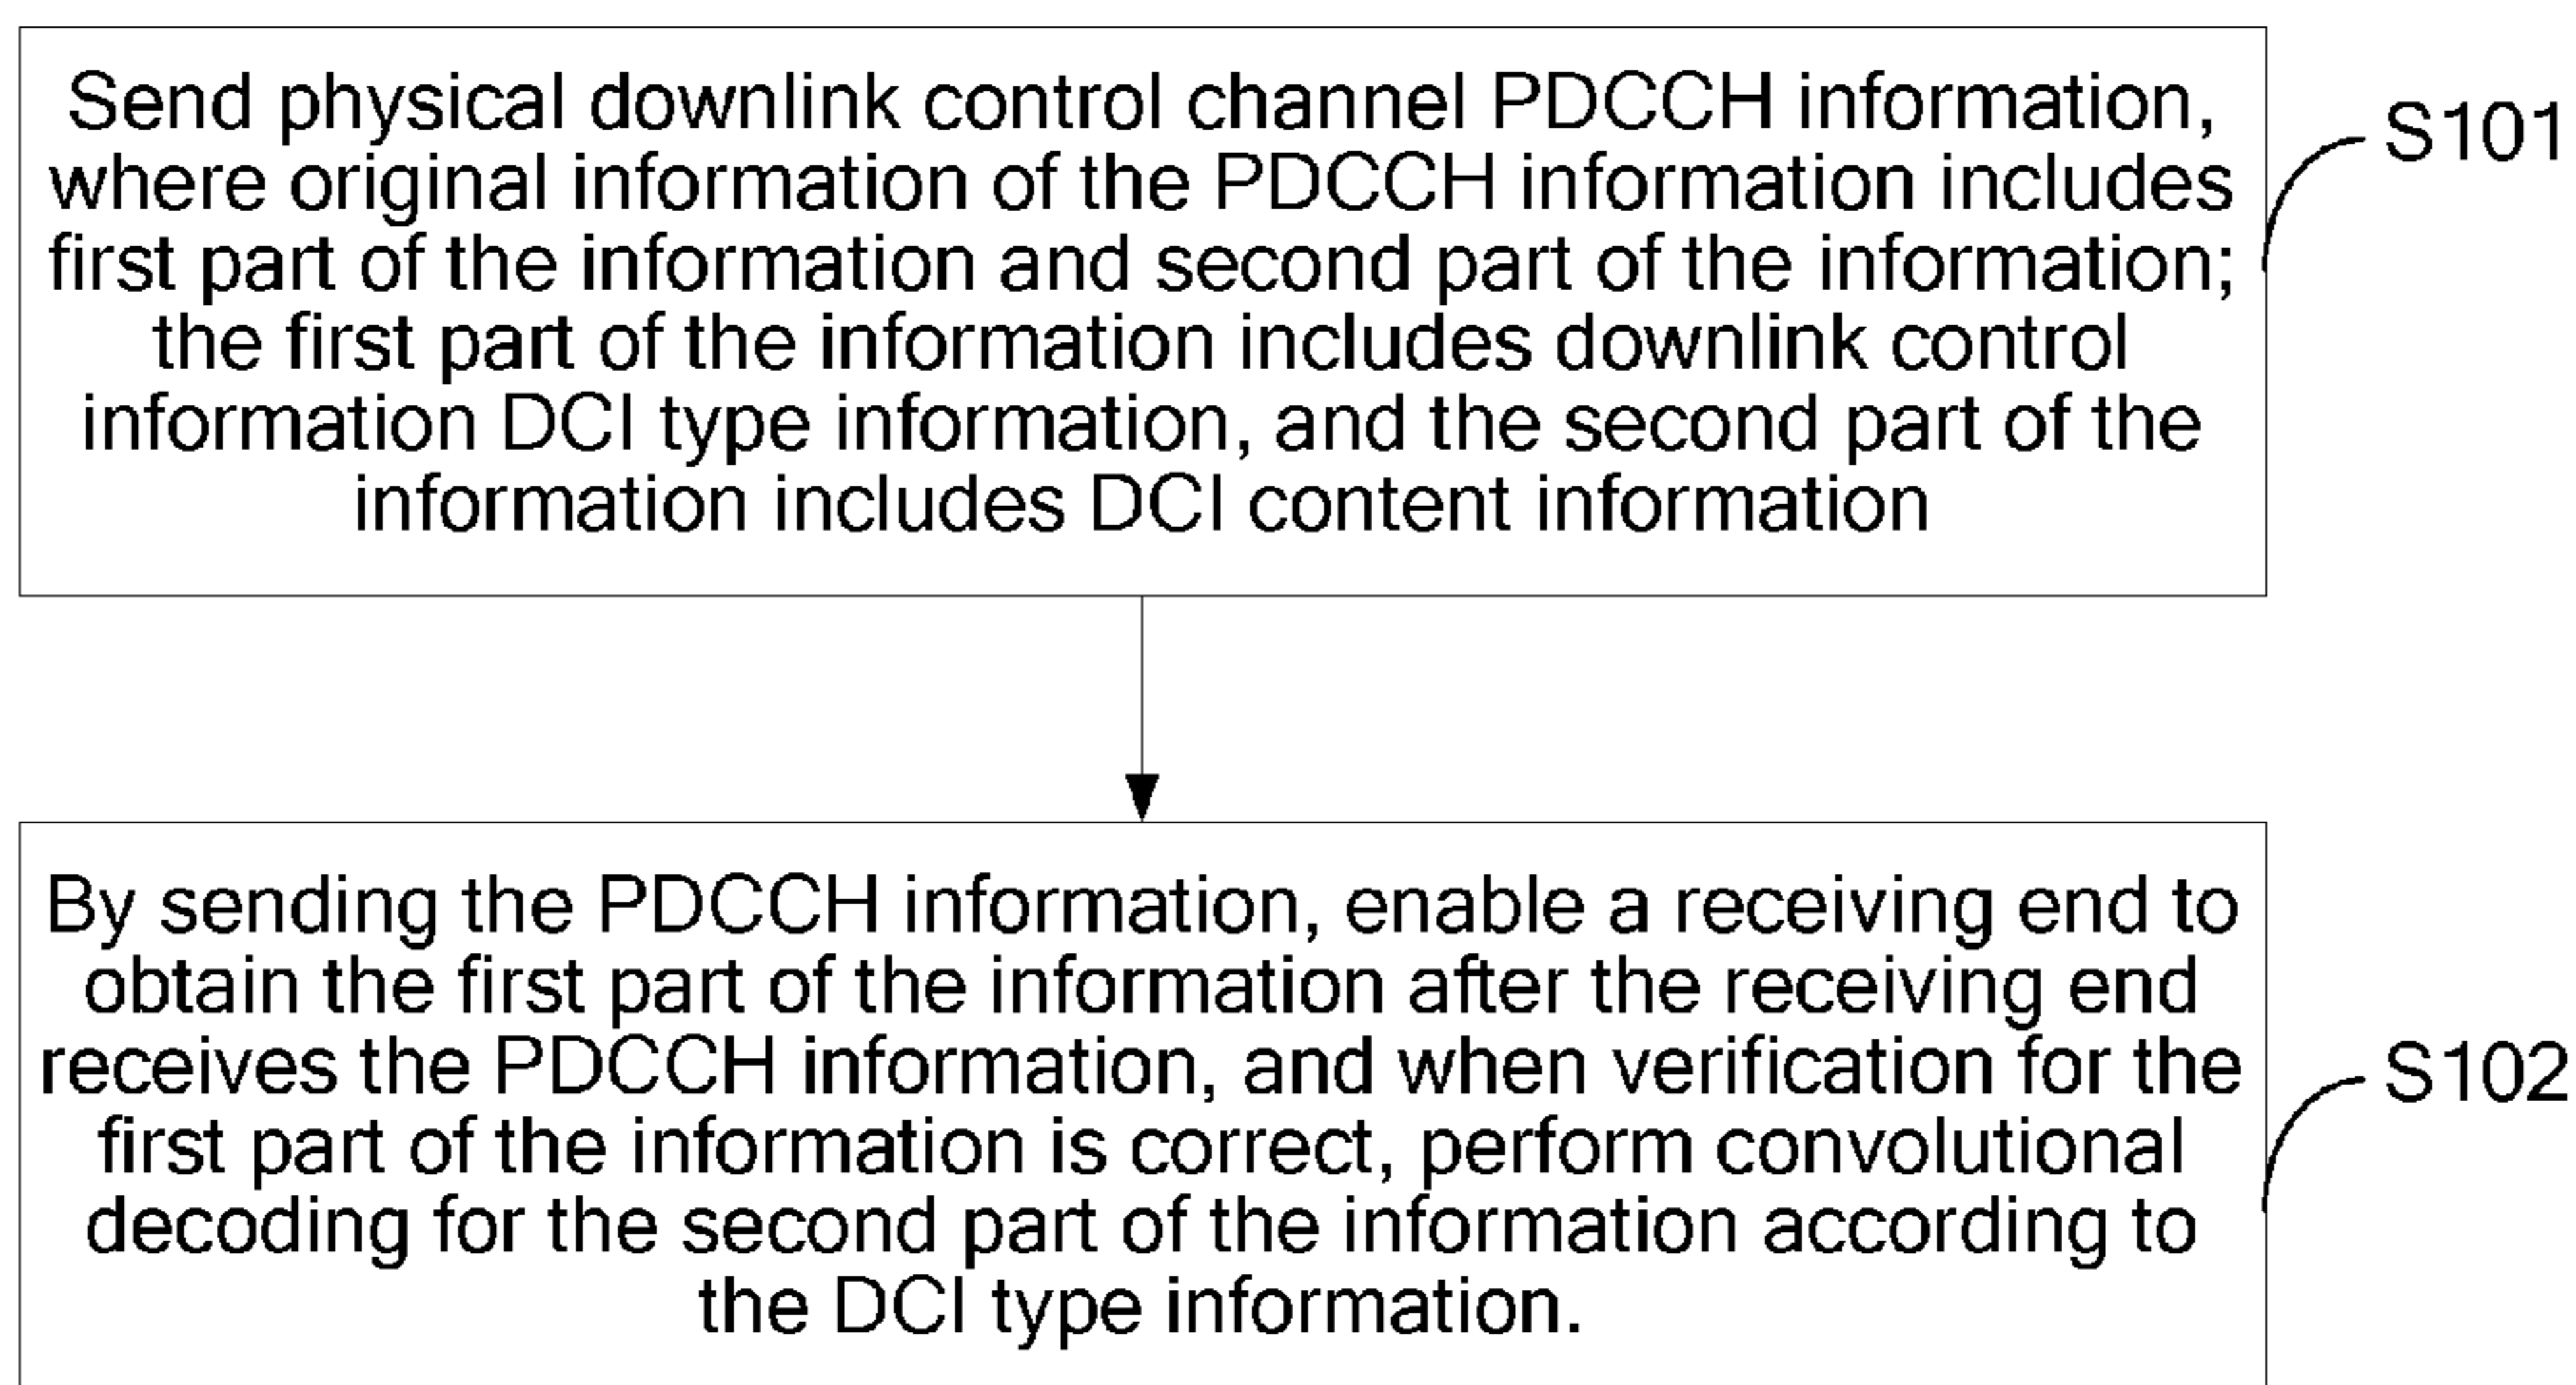 Send physical downlink control channel PDCCH information,
where original information of the PDCCH information includes
first part of the information and second part of the information;
the first part of the information includes downlink control
information DCI type information, and the second part of the
information includes DCI content information
S101
By sending the PDCCH information, enable a receiving end to
obtain the first part of the information after the receiving end
receives the PDCCH information, and when verification for the
first part of the information is correct, perform convolutional
decoding for the second part of the information according to
the DCI type information.
S102